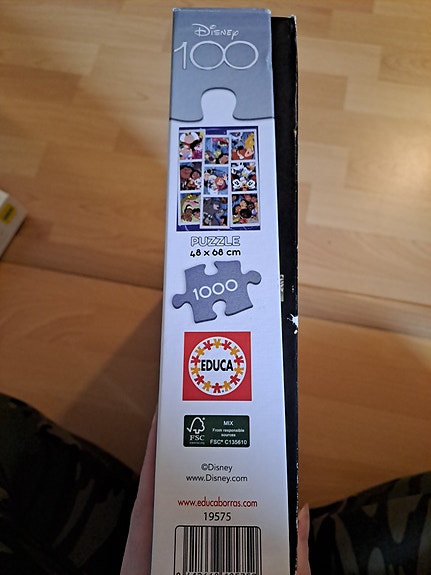 Disney
100
PUZZLE
48 x 68 cm
1000
EDUCA
FSC
MIX
From responsible
sources
FSC® C135610
©Disney
www.Disney.com
www.educaborras.com
19575